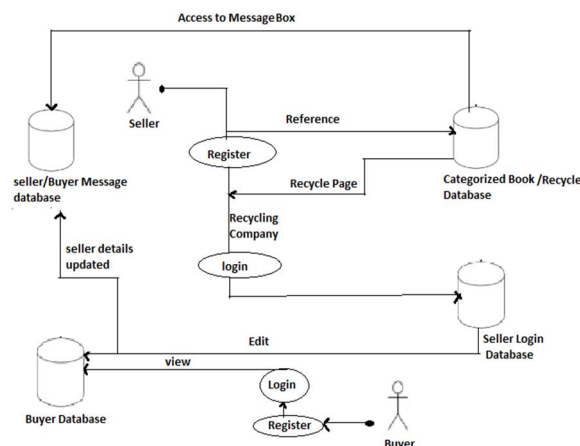 Access to MessageBox
Seller
Reference
Register
seller/Buyer Message
database
Recycle Page
Categorized Book /Recycle
Database
Recycling
Company
seller details
updated
login
Seller Login
Database
Edit
view
Login
Buyer Database
Register
Buyer